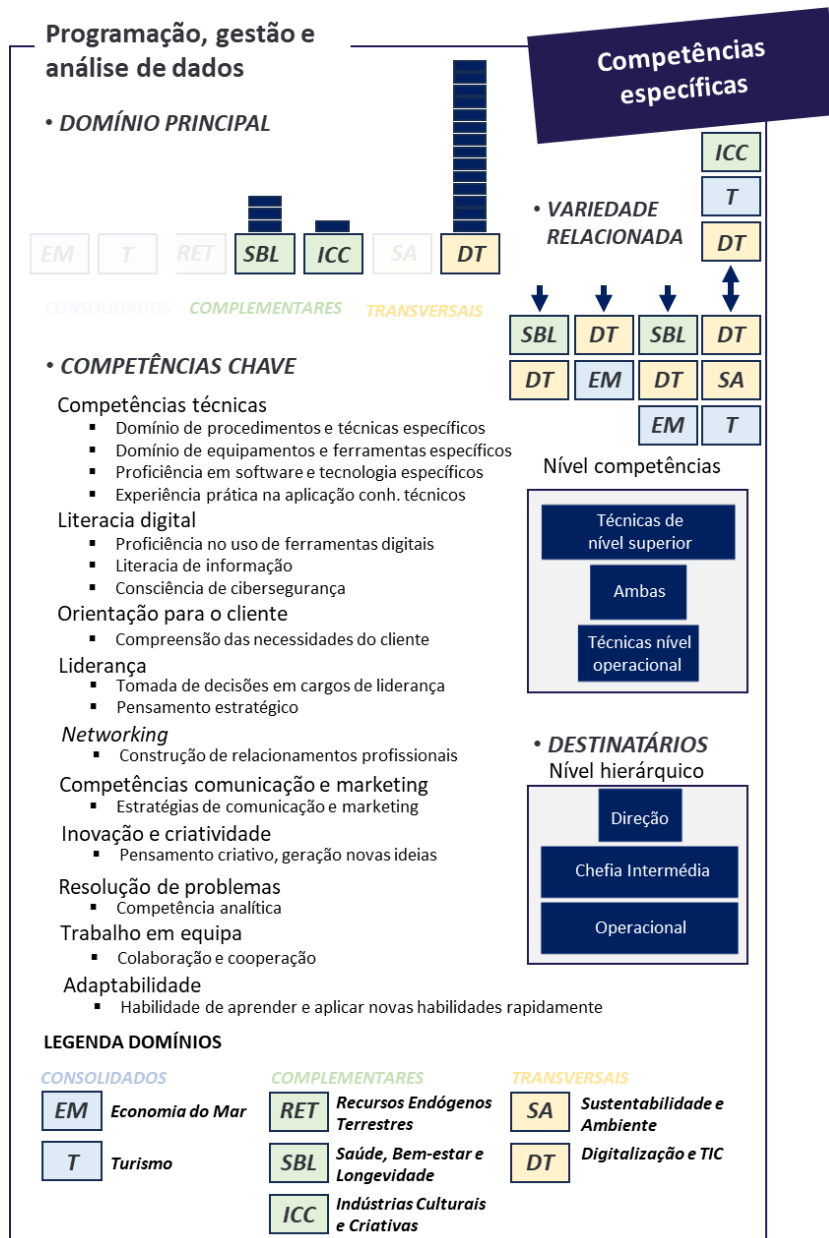 Programação, gestão e
análise de dados
Competências
específicas
• DOMÍNIO PRINCIPAL
EM
T
RET
SBL
ICC
SA
DT
CONSOLIDADOS
COMPLEMENTARES
TRANSVERSAIS
• VARIEDADE
RELACIONADA
ICC
T
DT
SBL
DT
SBL
DT
DT
EM
DT
SA
EM
T
• COMPETÊNCIAS CHAVE
Competências técnicas
▪ Domínio de procedimentos e técnicas específicos
▪ Domínio de equipamentos e ferramentas específicos
▪ Proficiência em software e tecnologia específicos
▪ Experiência prática na aplicação conh. técnicos
Literacia digital
▪ Proficiência no uso de ferramentas digitais
▪ Literacia de informação
▪ Consciência de cibersegurança
Orientação para o cliente
▪ Compreensão das necessidades do cliente
Liderança
▪ Tomada de decisões em cargos de liderança
▪ Pensamento estratégico
Networking
▪ Construção de relacionamentos profissionais
Competências comunicação e marketing
▪ Estratégias de comunicação e marketing
Inovação e criatividade
▪ Pensamento criativo, geração novas ideias
Resolução de problemas
▪ Competência analítica
Trabalho em equipa
▪ Colaboração e cooperação
Adaptabilidade
▪ Habilidade de aprender e aplicar novas habilidades rapidamente
Nível competências
Técnicas de
nível superior
Ambas
Técnicas nível
operacional
• DESTINATÁRIOS
Nível hierárquico
Direção
Chefia Intermédia
Operacional
LEGENDA DOMÍNIOS
CONSOLIDADOS
EM
Economia do Mar
T
Turismo
COMPLEMENTARES
RET
Recursos Endógenos
Terrestres
SBL
Saúde, Bem-estar e
Longevidade
ICC
Indústrias Culturais
e Criativas
TRANSVERSAIS
SA
Sustentabilidade e
Ambiente
DT
Digitalização e TIC